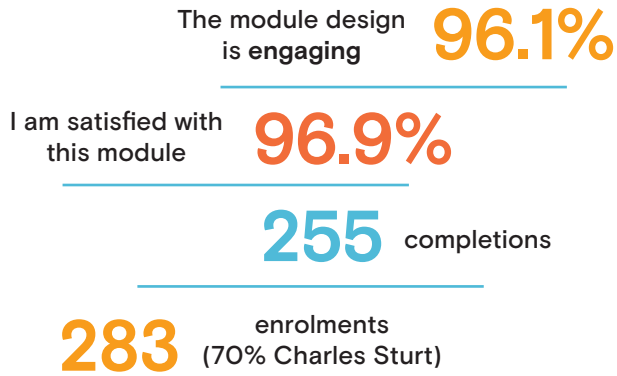 The module design
is engaging
96.1%
I am satisfied with
this module
96.9%
255
completions
283
enrolments
(70% Charles Sturt)